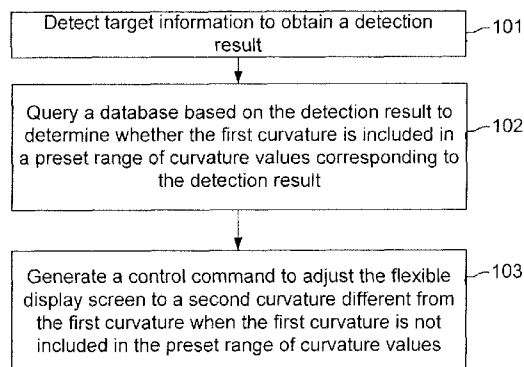 Detect target information to obtain a detection
result
101
Query a database based on the detection result to
determine whether the first curvature is included in
a preset range of curvature values corresponding to
the detection result
102
Generate a control command to adjust the flexible
display screen to a second curvature different from
the first curvature when the first curvature is not
included in the preset range of curvature values
103